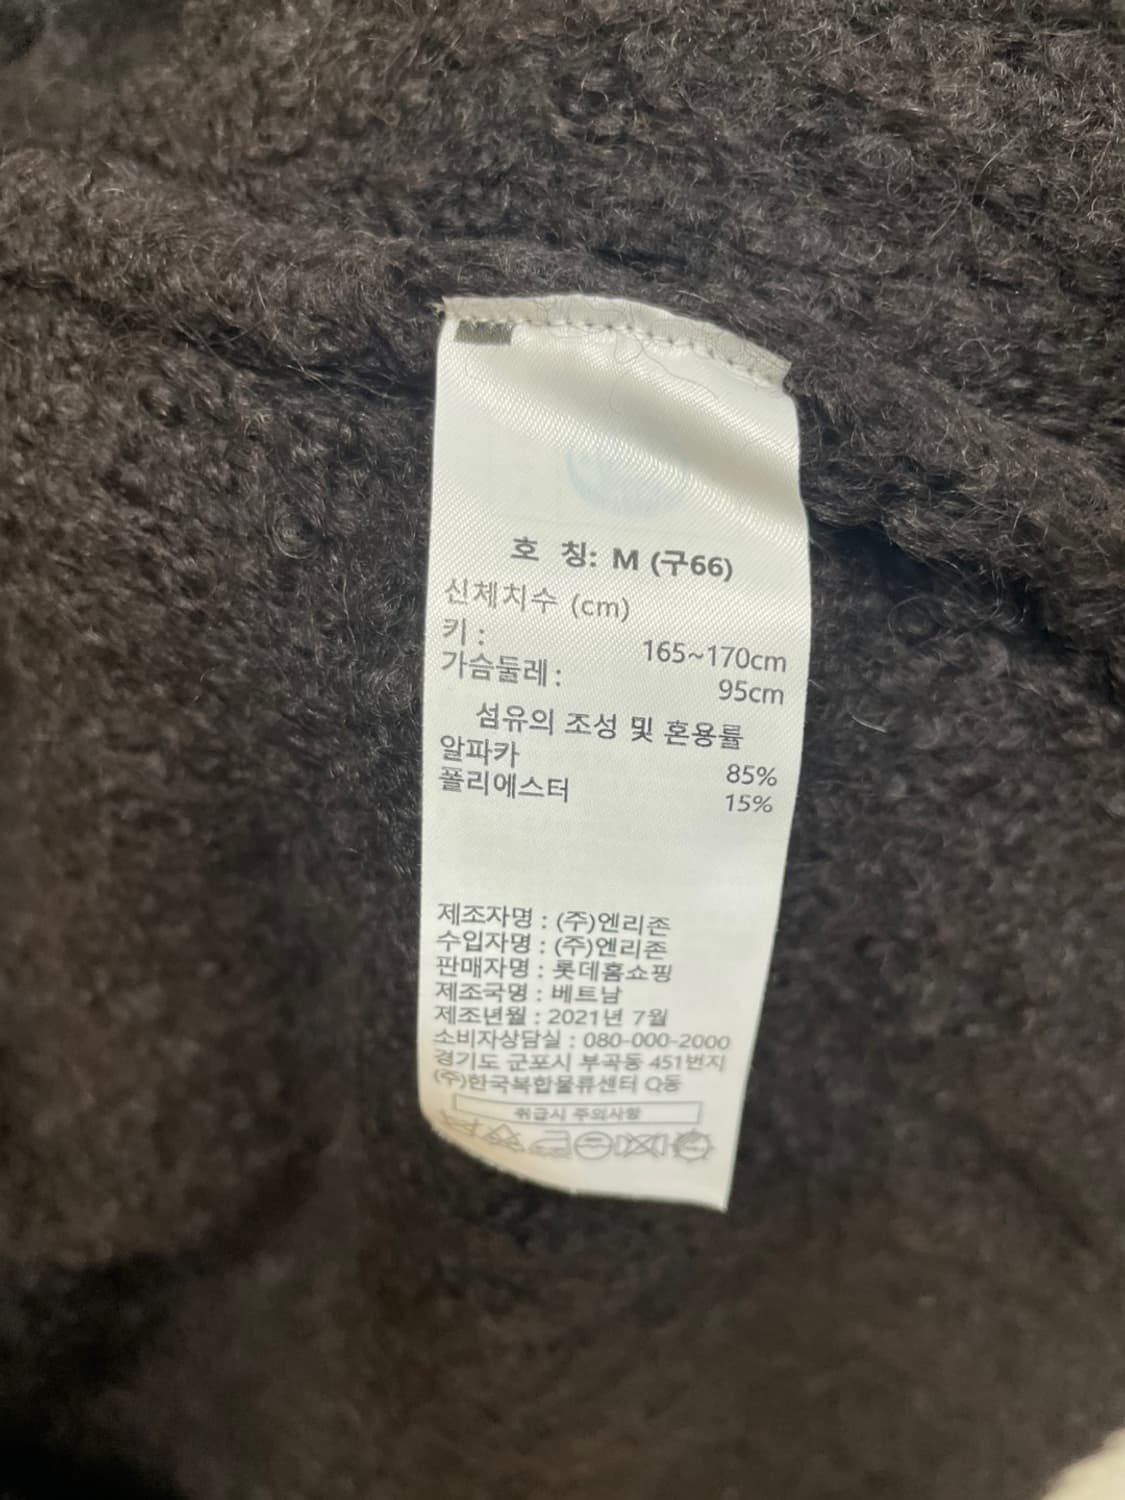 호 칭: M (구66)
신체치수 (cm)
키 : 165~170cm
가슴둘레 : 95cm
섬유의 조성 및 혼용률
알파카 85%
폴리에스터 15%
제조자명 : (주)엔리존
수입자명 : (주)엔리존
판매자명 : 롯데홈쇼핑
제조국명 : 베트남
제조년월 : 2021년 7월
소비자상담실 : 080-000-2000
경기도 군포시 부곡동 451번지
(주)한국복합물류센터 Q동
취급시 주의사항